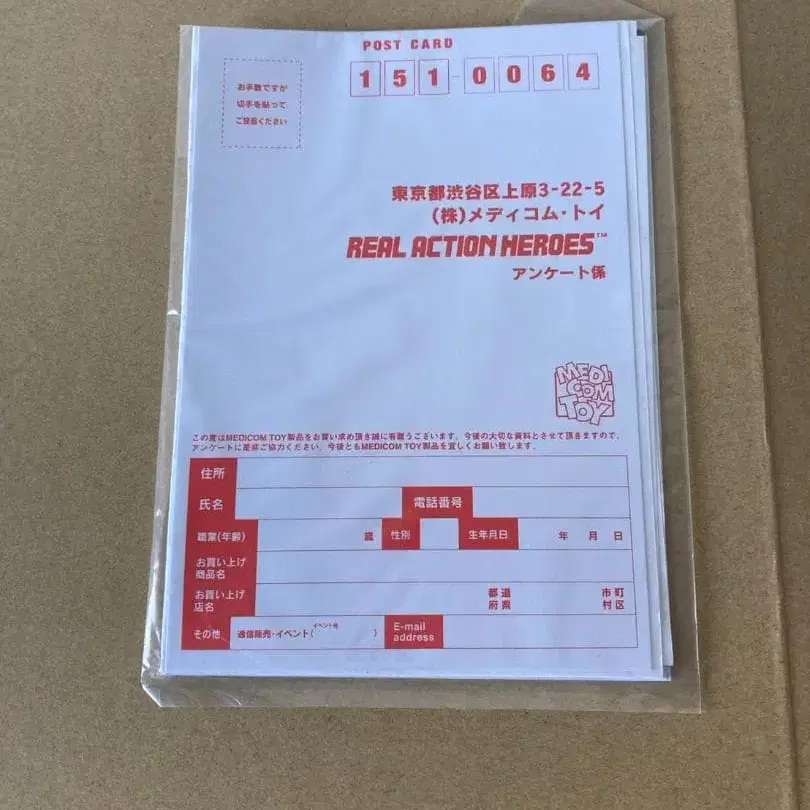 POST CARD
151-0064
お手数ですが
切手を貼って
ご投函ください
東京都渋谷区上原3-22-5
(株)メディコム・トイ
REAL ACTION HEROES™
アンケート係
MEDI
COM
TOY
この度はMEDICOM TOY製品をお買い求め頂き誠に有難うございます。今後の大切な資料とさせて頂きますので、
アンケートに是非ご協力ください。今後ともMEDICOM TOY製品を宜しくお願い致します。
住所
氏名 電話番号
職業(年齢) 歳 性別 生年月日 年 月 日
お買い上げ
商品名
お買い上げ 都道 市町
店名 府県 村区
その他 通信販売・イベント(イベント名 ) E-mail
address